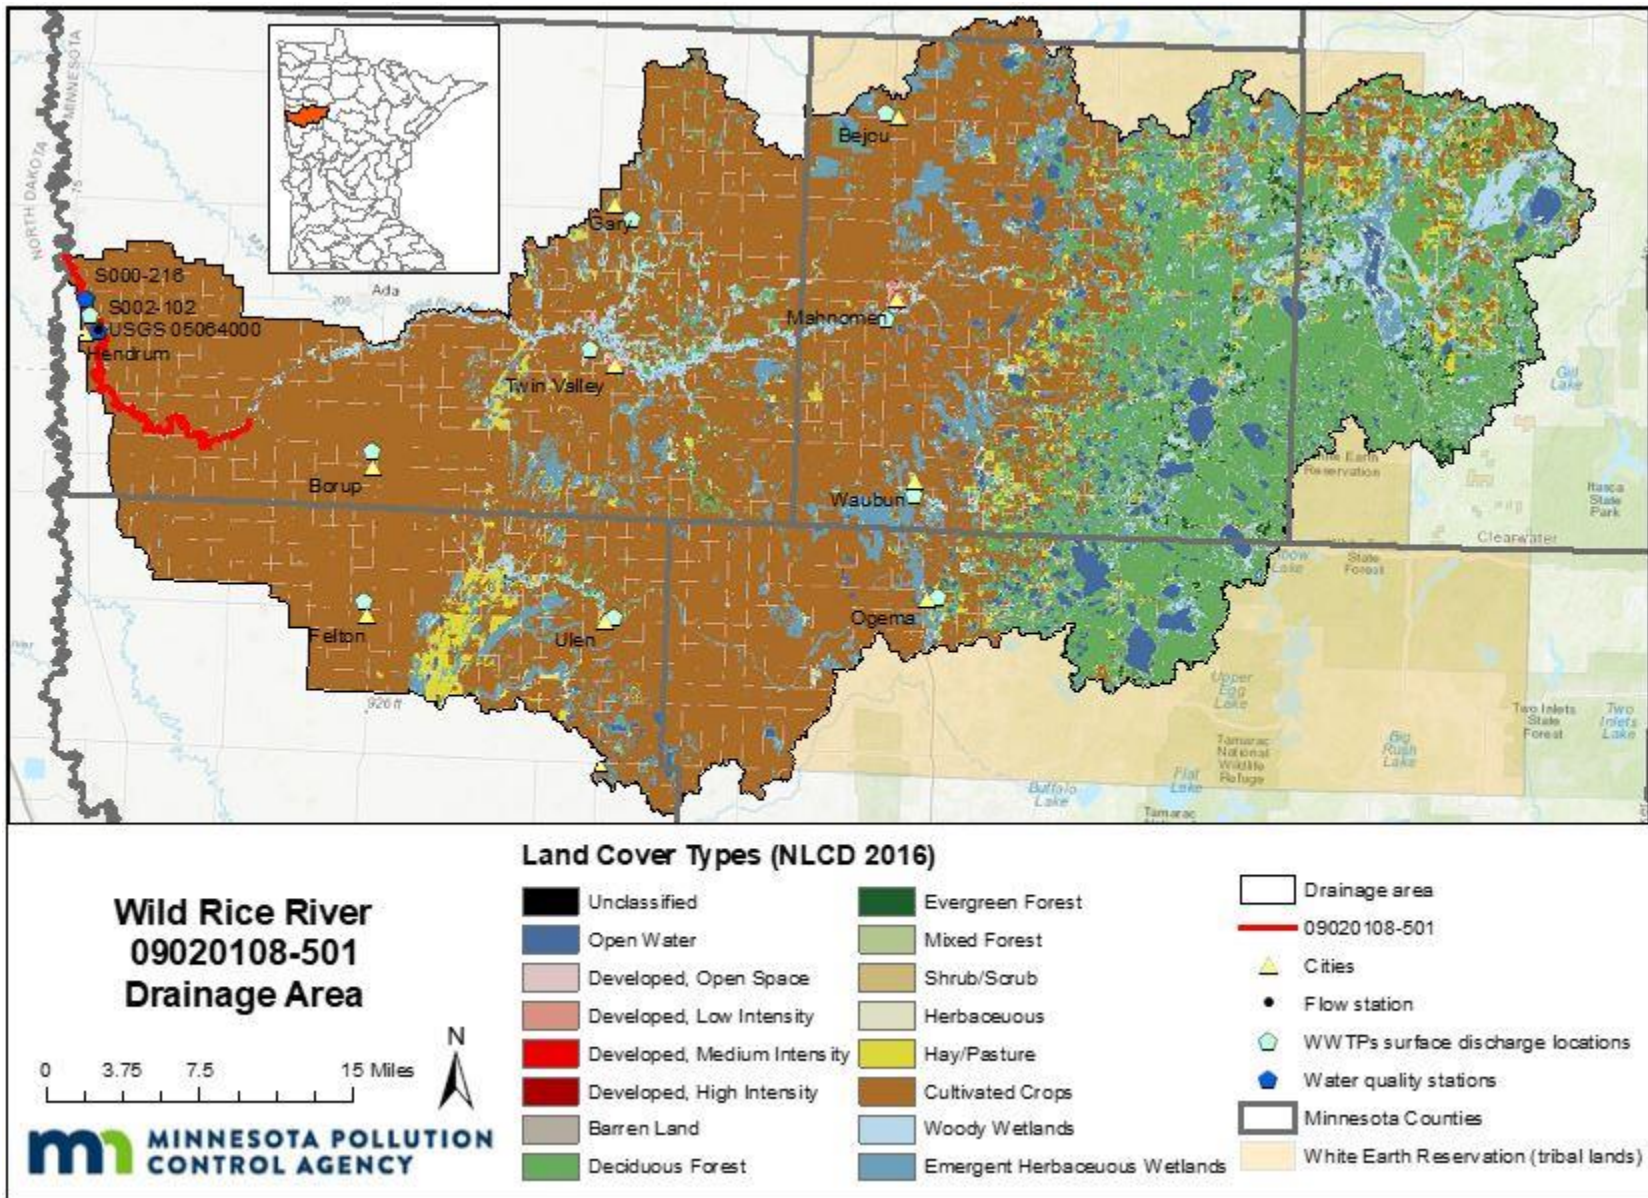 MINNESOTA
NORTH DAKOTA
75
Bejou
Gary
S000-216
S002-102
USGS 05064000
Hendrum
Ada
200
Mahnomen
Twin Valley
Gill
Lake
Borup
Waubun
White Earth
Reservation
Itasca
State
Park
Clearwater
State
Forest
Lake
Felton
Ulen
Ogema
926 ft
Upper
Egg
Lake
Two Inlets
State
Forest
Two
Inlets
Lake
Tamarac
National
Wildlife
Refuge
Big
Rush
Lake
Flat
Lake
Buffalo
Lake
Tamarac
Wild Rice River
09020108-501
Drainage Area
N
0 3.75 7.5 15 Miles
MINNESOTA POLLUTION
CONTROL AGENCY
Land Cover Types (NLCD 2016)
Unclassified
Open Water
Developed, Open Space
Developed, Low Intensity
Developed, Medium Intensity
Developed, High Intensity
Barren Land
Deciduous Forest
Evergreen Forest
Mixed Forest
Shrub/Scrub
Herbaceuous
Hay/Pasture
Cultivated Crops
Woody Wetlands
Emergent Herbaceuous Wetlands
Drainage area
09020108-501
Cities
Flow station
WWTPs surface discharge locations
Water quality stations
Minnesota Counties
White Earth Reservation (tribal lands)